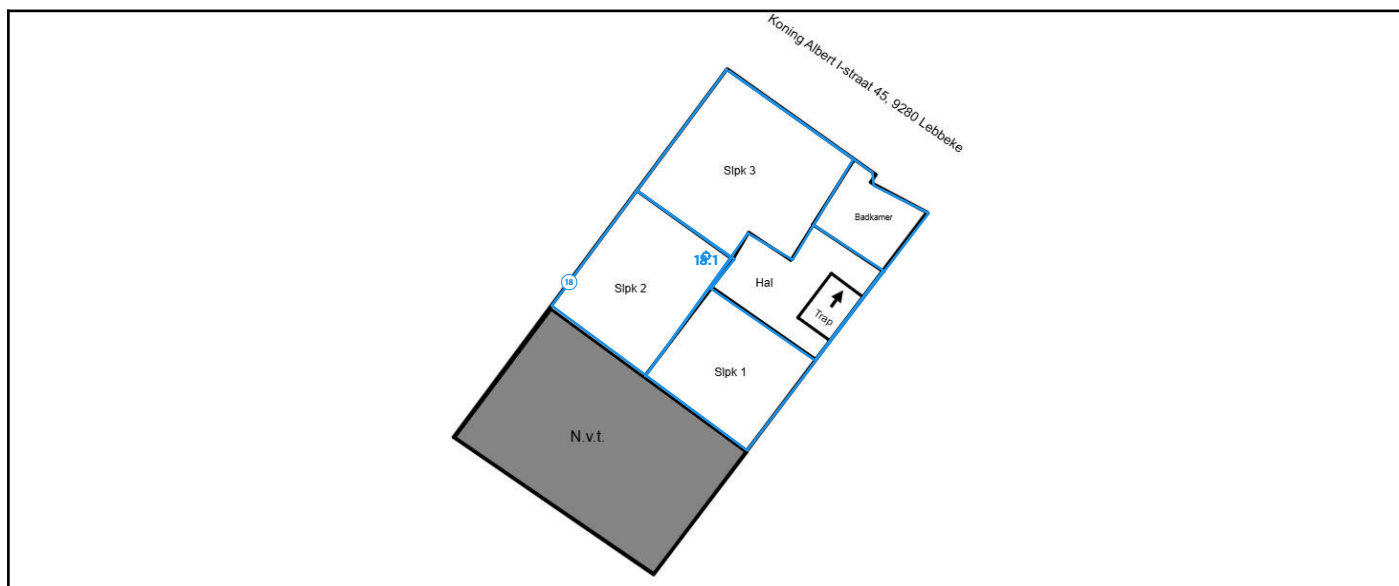 Koning Albert I-straat 45, 9280 Lebbeke
Slpk 3
Badkamer
18.1
Hal
Slpk 2
18
Trap
Slpk 1
N.v.t.